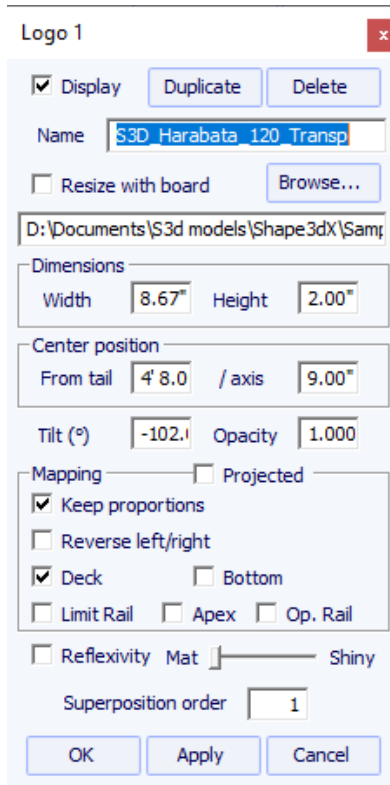 Logo 1
x
Display Duplicate Delete
Name S3D_Harabata_120_Transp
Resize with board Browse...
D:\Documents\S3d models\Shape3dX\Samp
Dimensions
Width 8.67" Height 2.00"
Center position
From tail 4' 8.0 / axis 9.00"
Tilt (º) -102.( Opacity 1.000
Mapping Projected
Keep proportions
Reverse left/right
Deck Bottom
Limit Rail Apex Op. Rail
Reflexivity Mat Shiny
Superposition order 1
OK Apply Cancel